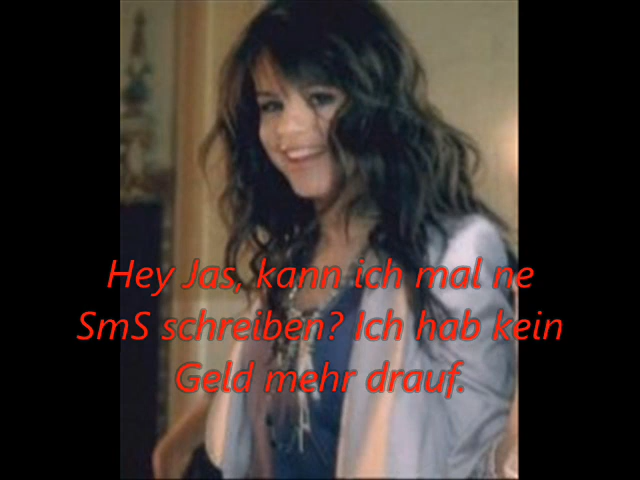 Hey Jas, kann ich mal ne
SmS schreiben? Ich hab kein
Geld mehr drauf.